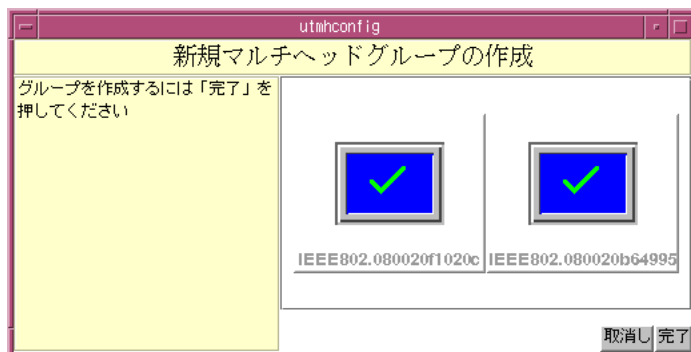 utmhconfig
新規マルチヘッドグループの作成
グループを作成するには「完了」を
押してください
IEEE802.080020f1020c
IEEE802.080020b64995
取消し
完了